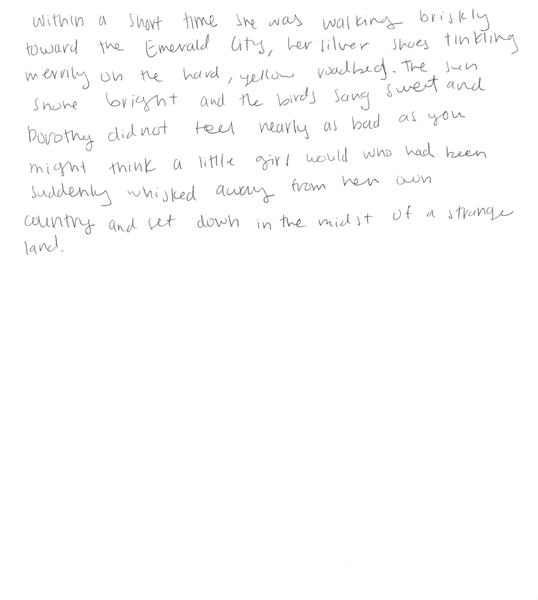 Within a short time she was walking briskly
toward the Emerald City, her silver shoes tinkling
merrily on the hard, yellow roadbed. The sun
shone bright and the birds sang sweet and
Dorothy did not feel nearly as bad as you
might think a little girl would who had been
suddenly whisked away from her own
country and set down in the midst of a strange
land.